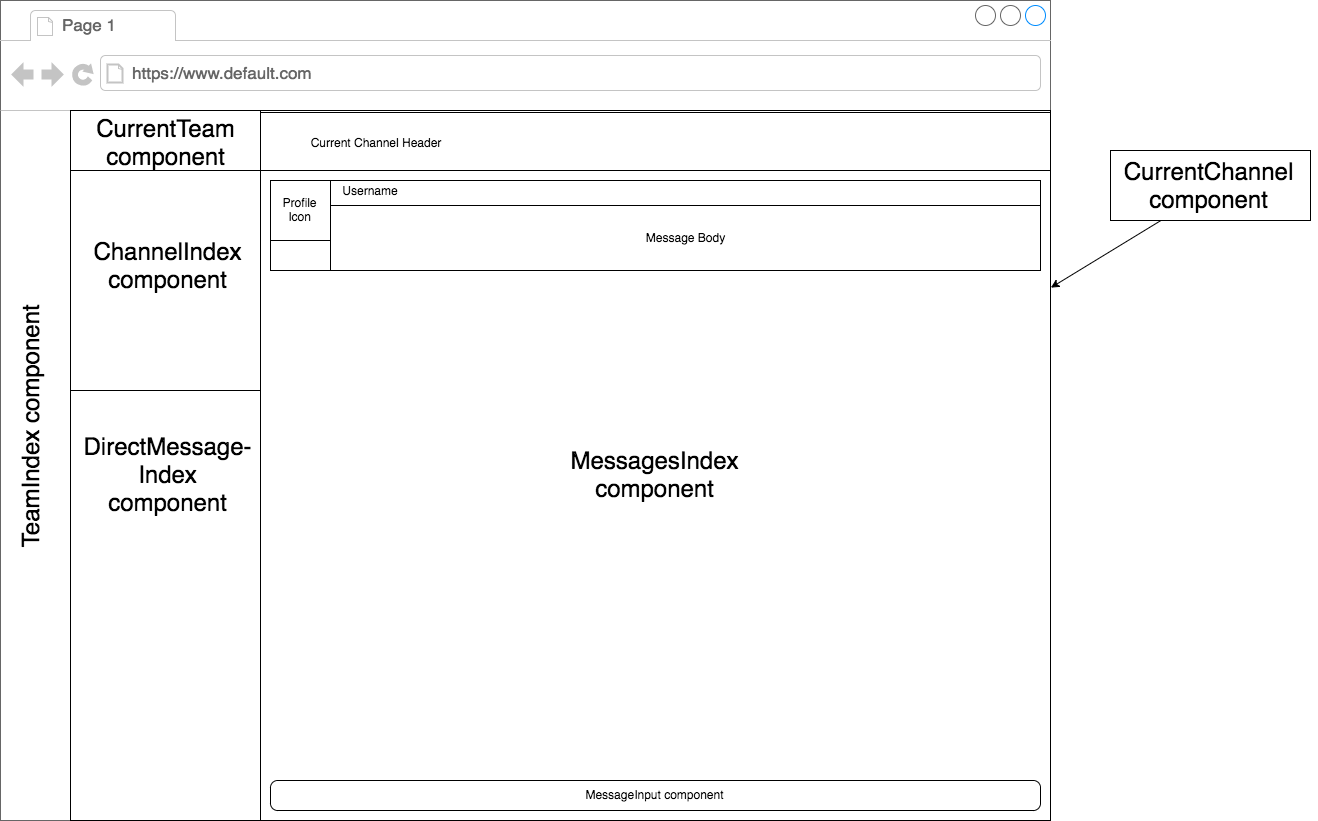 Page 1
https://www.default.com
TeamIndex component
CurrentTeam
component
ChannelIndex
component
DirectMessage-
Index
component
Current Channel Header
Profile
Icon
Username
Message Body
MessagesIndex
component
MessageInput component
CurrentChannel
component